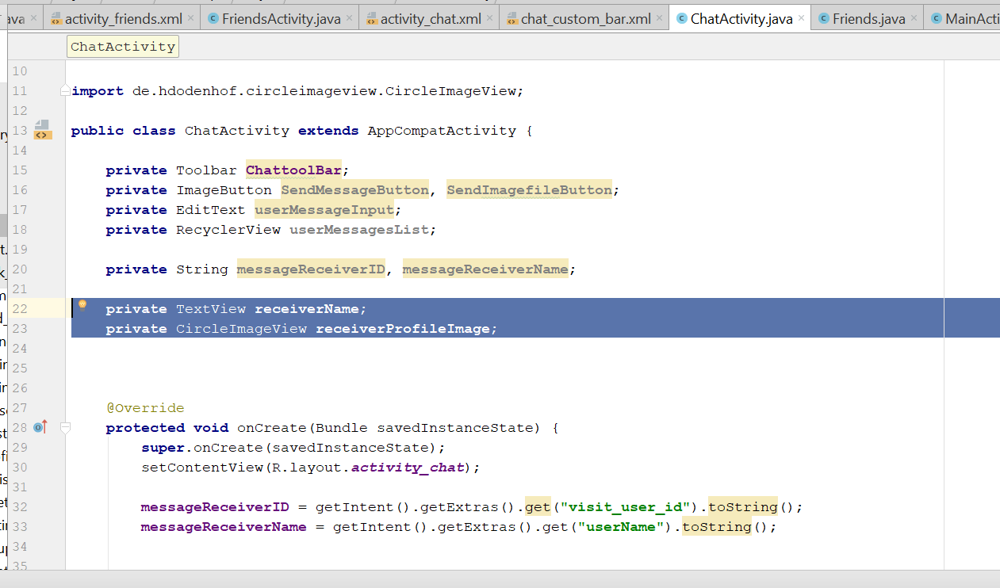 ava activity_friends.xml FriendsActivity.java activity_chat.xml chat_custom_bar.xml ChatActivity.java Friends.java MainActi
ChatActivity
10
11 import de.hdodenhof.circleimageview.CircleImageView;
12
13 public class ChatActivity extends AppCompatActivity {
14
15 private Toolbar ChattoolBar;
16 private ImageButton SendMessageButton, SendImagefileButton;
17 private EditText userMessageInput;
18 private RecyclerView userMessagesList;
19
20 private String messageReceiverID, messageReceiverName;
21
22 private TextView receiverName;
23 private CircleImageView receiverProfileImage;
24
25
26
27 @Override
28 protected void onCreate(Bundle savedInstanceState) {
29 super.onCreate(savedInstanceState);
30 setContentView(R.layout.activity_chat);
31
32 messageReceiverID = getIntent().getExtras().get("visit_user_id").toString();
33 messageReceiverName = getIntent().getExtras().get("userName").toString();
34
35